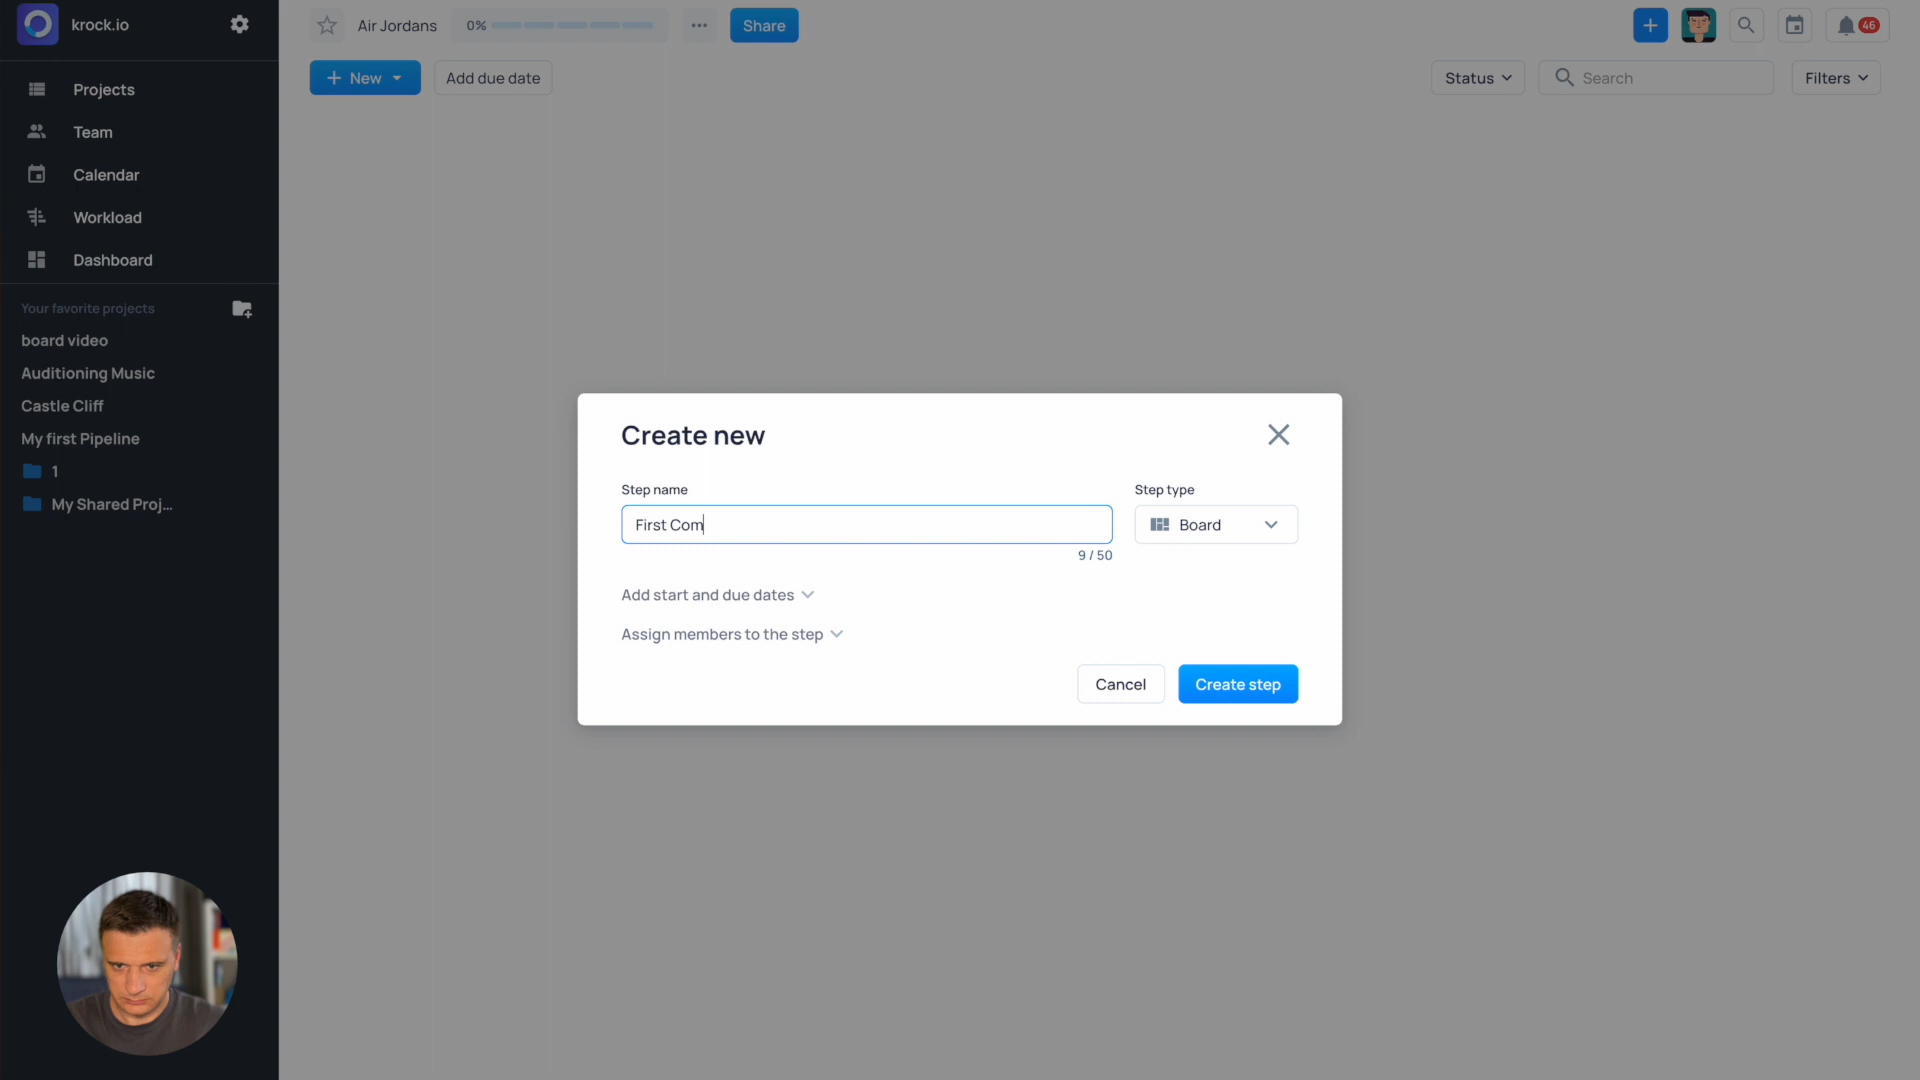 krock.io
Air Jordans
0%
Share
46
New
Add due date
Status
Search
Filters
Projects
Team
Calendar
Workload
Dashboard
Your favorite projects
board video
Auditioning Music
Castle Cliff
My first Pipeline
1
My Shared Proj...
Create new
Step name
Step type
First Com
Board
9 / 50
Add start and due dates
Assign members to the step
Cancel
Create step